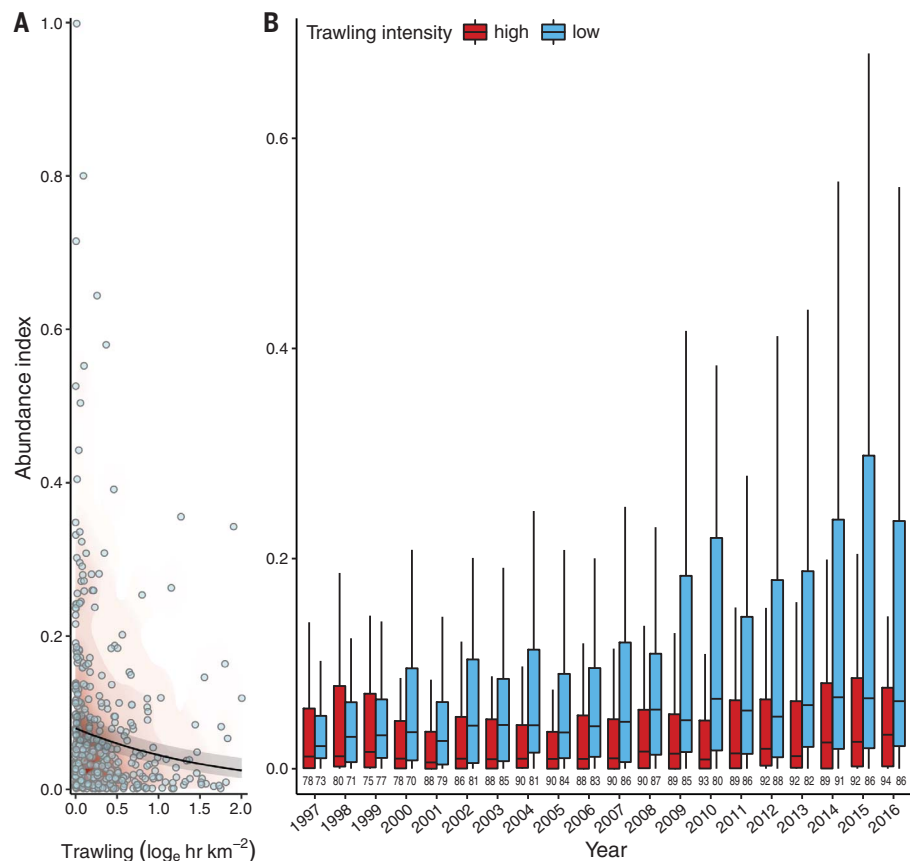 A
Abundance index
1.0
0.8
0.6
0.4
0.2
0.0
0.0 0.5 1.0 1.5 2.0
Trawling (logₑ hr km⁻²)
B
Trawling intensity high low
0.6
0.4
0.2
0.0
78 73 80 71 75 77 78 70 88 79 86 81 88 85 90 81 90 84 88 83 90 86 90 87 89 85 93 80 89 86 92 88 92 82 89 91 92 86 94 86
1997 1998 1999 2000 2001 2002 2003 2004 2005 2006 2007 2008 2009 2010 2011 2012 2013 2014 2015 2016
Year